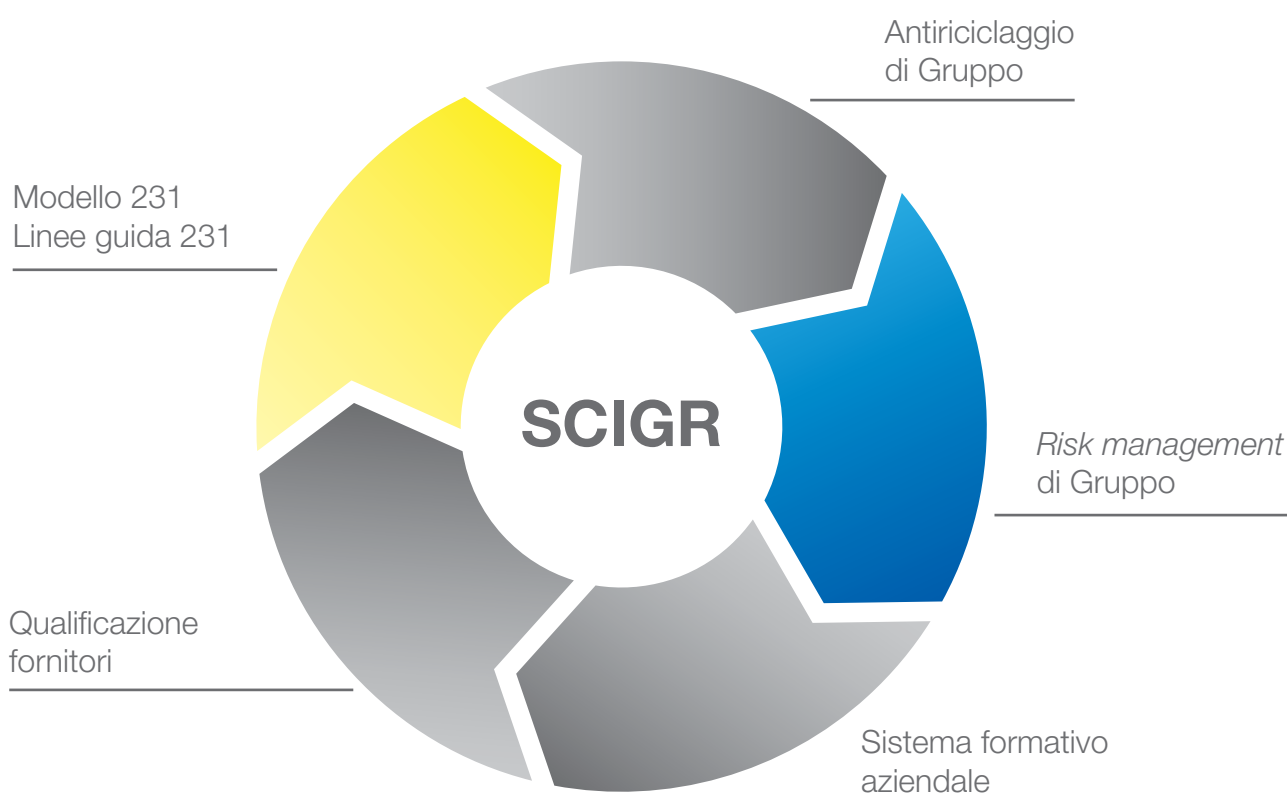 Antiriciclaggio
di Gruppo
Modello 231
Linee guida 231
SCIGR
Risk management
di Gruppo
Qualificazione
fornitori
Sistema formativo
aziendale